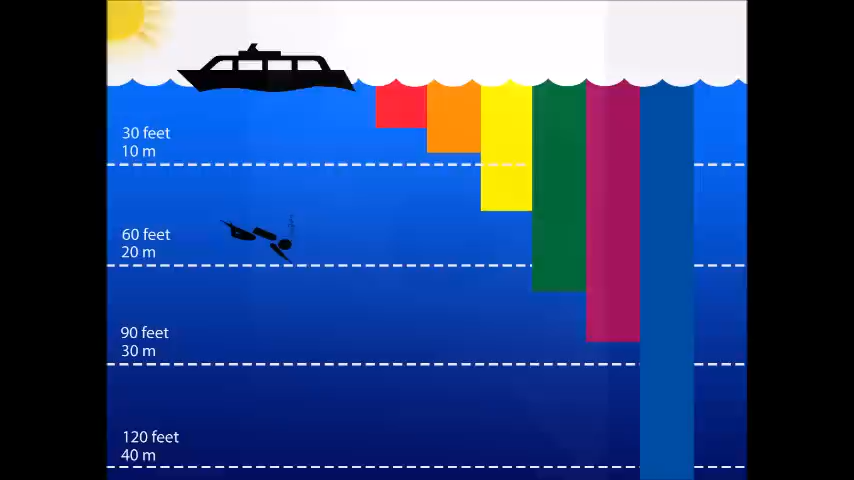 30 feet
10 m
60 feet
20 m
90 feet
30 m
120 feet
40 m